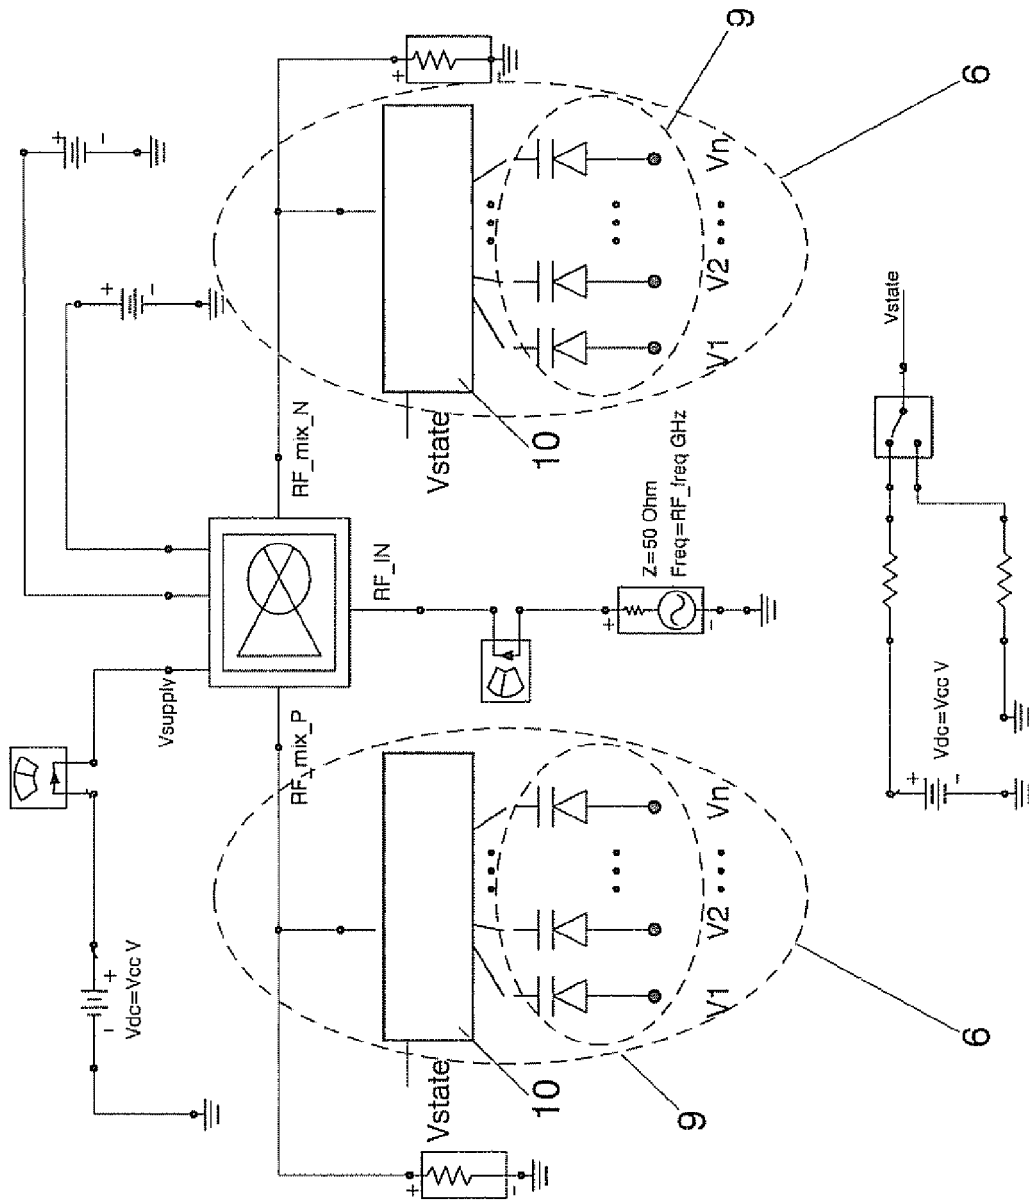 Vdc=Vcc V
Vsupply
RF_mix_P
RF_mix_N
RF_IN
Z=50 Ohm
Freq=RF_freq GHz
Vstate
10
V1
V2
Vn
9
6
Vstate
10
V1
V2
Vn
9
6
Vdc=Vcc V
Vstate